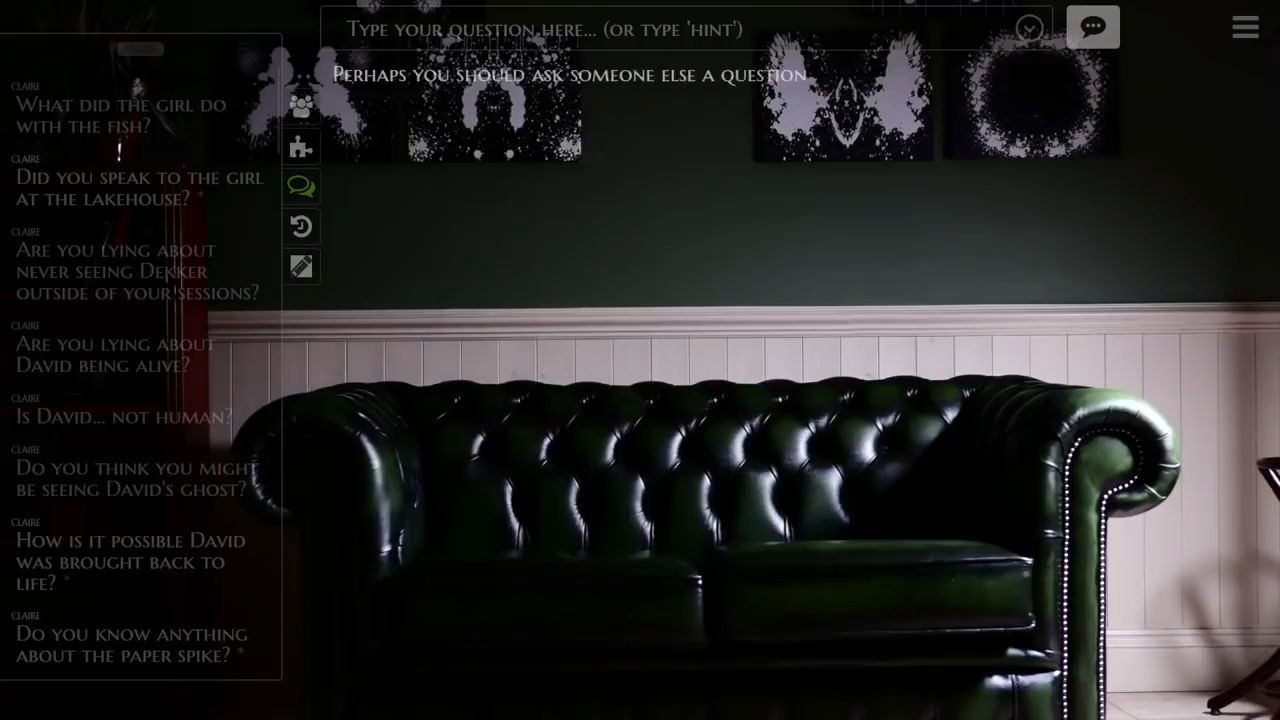 Type your question here... (or type 'hint')
Perhaps you should ask someone else a question
CLAIRE
What did the girl do
with the fish?
CLAIRE
Did you speak to the girl
at the lakehouse? *
CLAIRE
Are you lying about
never seeing Dekker
outside of your sessions?
CLAIRE
Are you lying about
David being alive?
CLAIRE
Is David... not human?
CLAIRE
Do you think you might
be seeing David's ghost?
CLAIRE
How is it possible David
was brought back to
life? *
CLAIRE
Do you know anything
about the paper spike? *